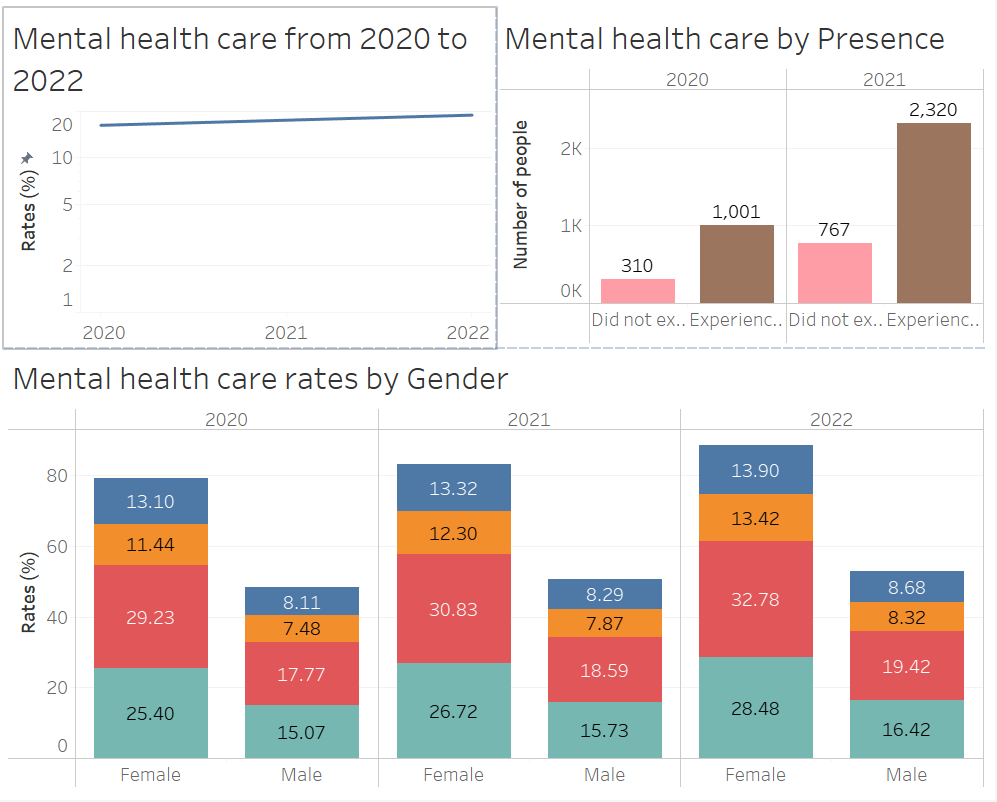 Mental health care from 2020 to
2022
Rates (%)
20
10
5
2
1
2020 2021 2022
Mental health care by Presence
2020 2021
Number of people
2K
1K
0K
310 1,001 767 2,320
Did not ex.. Experienc.. Did not ex.. Experienc..
Mental health care rates by Gender
2020 2021 2022
Rates (%)
80
60
40
20
0
13.10 13.32 13.90
11.44 12.30 13.42
29.23 30.83 32.78
25.40 26.72 28.48
8.11 8.29 8.68
7.48 7.87 8.32
17.77 18.59 19.42
15.07 15.73 16.42
Female Male Female Male Female Male